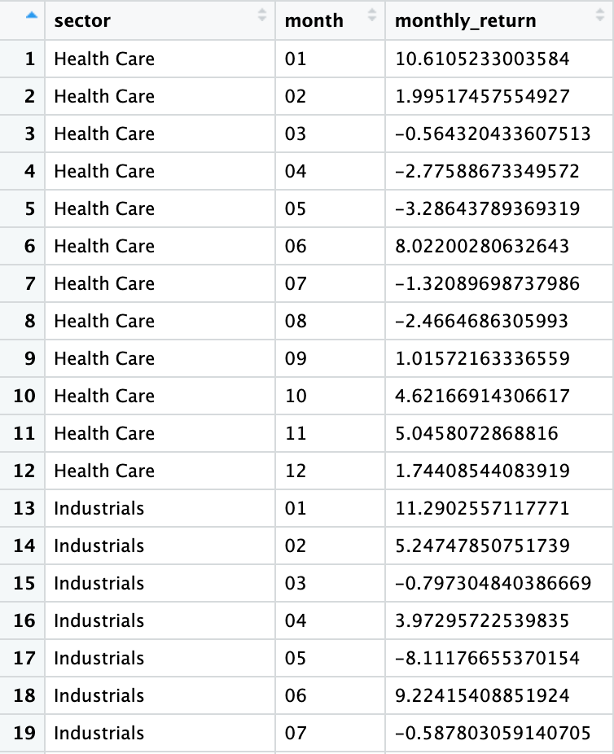 sector month monthly_return
1 Health Care 01 10.6105233003584
2 Health Care 02 1.99517457554927
3 Health Care 03 -0.564320433607513
4 Health Care 04 -2.77588673349572
5 Health Care 05 -3.28643789369319
6 Health Care 06 8.02200280632643
7 Health Care 07 -1.32089698737986
8 Health Care 08 -2.4664686305993
9 Health Care 09 1.01572163336559
10 Health Care 10 4.62166914306617
11 Health Care 11 5.0458072868816
12 Health Care 12 1.74408544083919
13 Industrials 01 11.2902557117771
14 Industrials 02 5.24747850751739
15 Industrials 03 -0.797304840386669
16 Industrials 04 3.97295722539835
17 Industrials 05 -8.11176655370154
18 Industrials 06 9.22415408851924
19 Industrials 07 -0.587803059140705